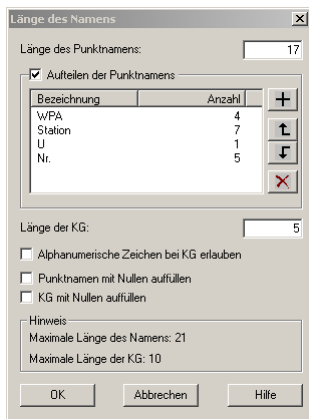 Länge des Namens
Länge des Punktnamens: 17
Aufteilen der Punktnamens
Bezeichnung Anzahl
WPA 4
Station 7
U 1
Nr. 5
Länge der KG: 5
Alphanumerische Zeichen bei KG erlauben
Punktnamen mit Nullen auffüllen
KG mit Nullen auffüllen
Hinweis
Maximale Länge des Namens: 21
Maximale Länge der KG: 10
OK Abbrechen Hilfe